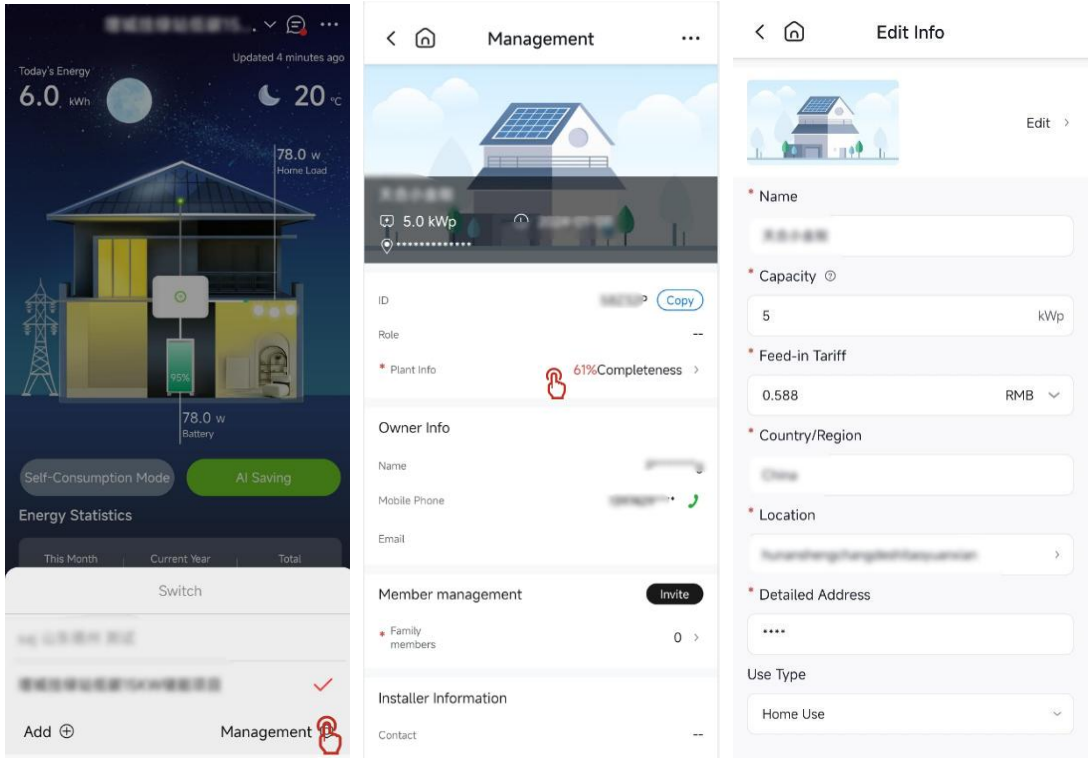 Updated 4 minutes ago
Today's Energy
6.0 kWh
20 °C
78.0 w
Home Load
95%
78.0 w
Battery
Self-Consumption Mode
AI Saving
Energy Statistics
This Month
Current Year
Total
Switch
Add
Management
Management
5.0 kWp
*************
ID
Copy
Role
--
* Plant Info
61%Completeness
Owner Info
Name
Mobile Phone
Email
Member management
Invite
* Family members
0
Installer Information
Contact
--
Edit Info
Edit
* Name
* Capacity
5
kWp
* Feed-in Tariff
0.588
RMB
* Country/Region
China
* Location
* Detailed Address
****
Use Type
Home Use